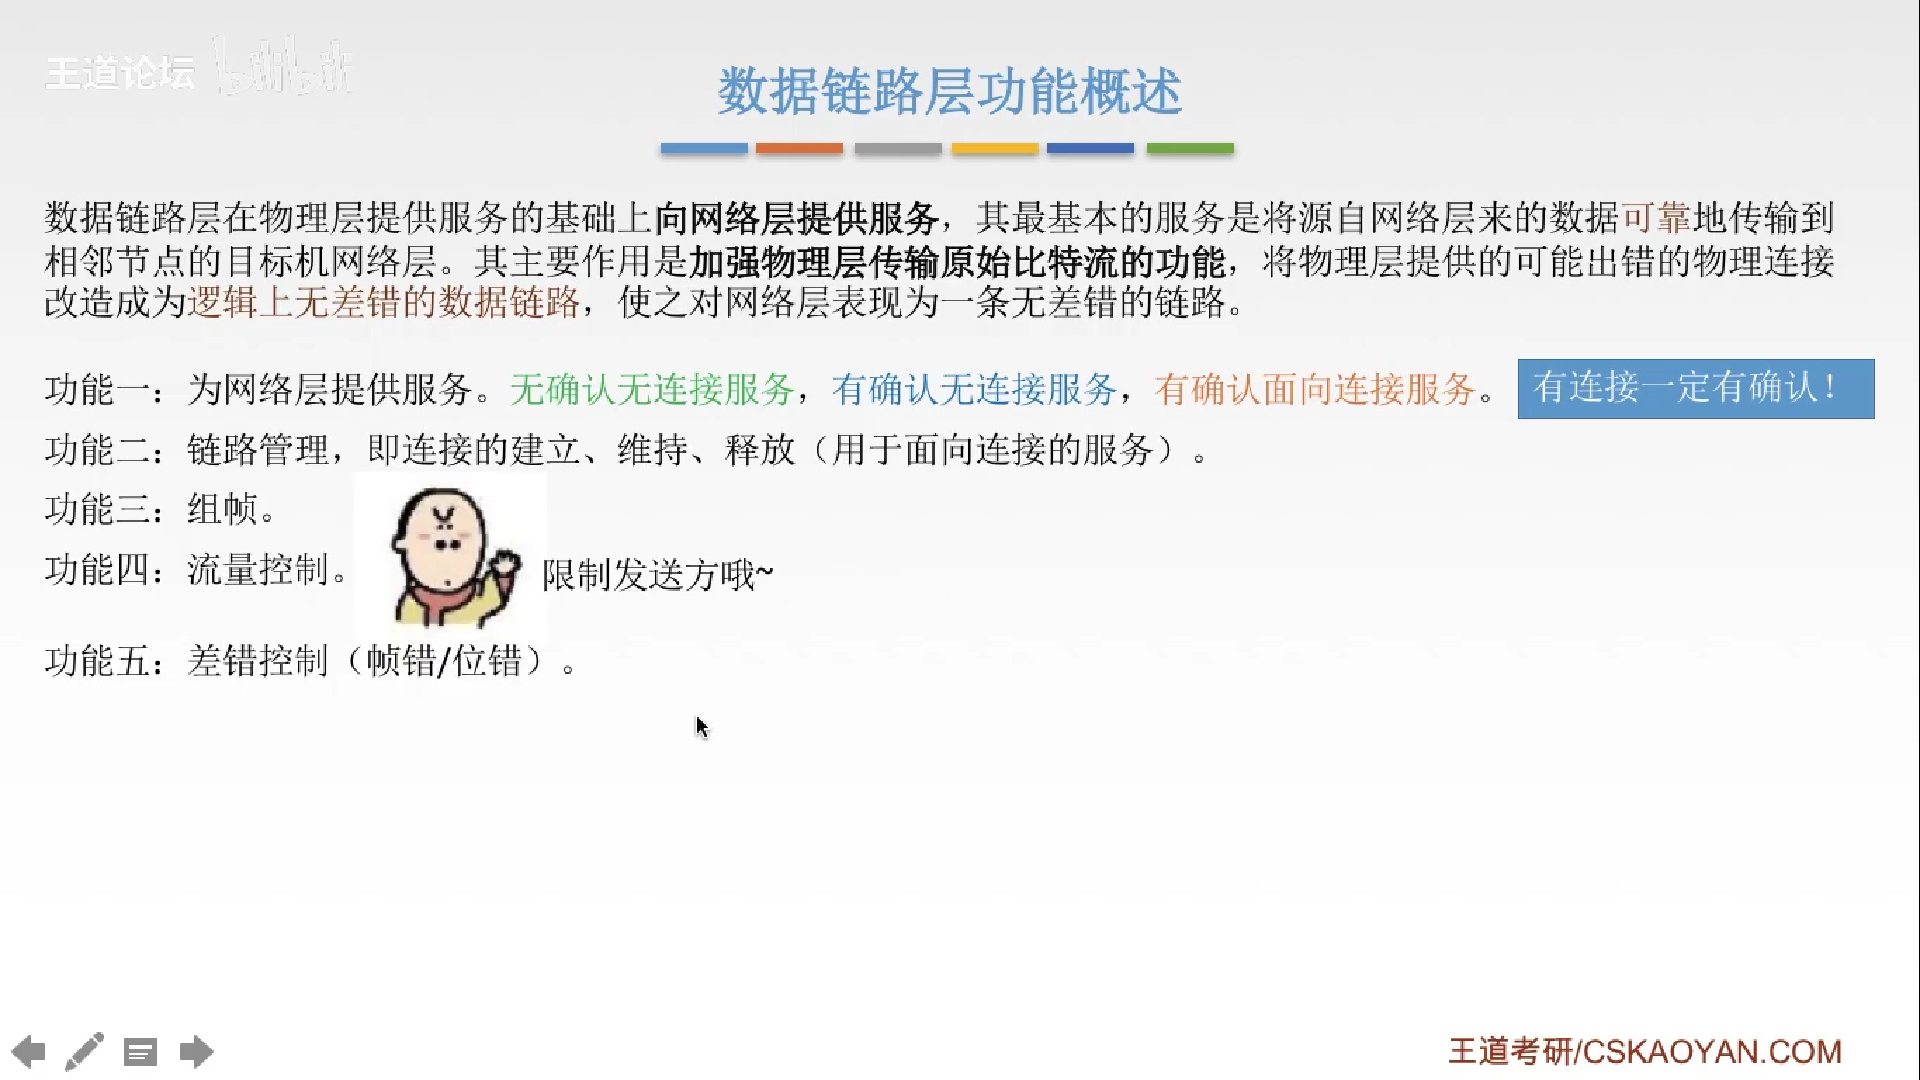 王道论坛 bilibili
数据链路层功能概述
数据链路层在物理层提供服务的基础上向网络层提供服务，其最基本的服务是将源自网络层来的数据可靠地传输到
相邻节点的目标机网络层。其主要作用是加强物理层传输原始比特流的功能，将物理层提供的可能出错的物理连接
改造成为逻辑上无差错的数据链路，使之对网络层表现为一条无差错的链路。
功能一：为网络层提供服务。无确认无连接服务，有确认无连接服务，有确认面向连接服务。 有连接一定有确认！
功能二：链路管理，即连接的建立、维持、释放（用于面向连接的服务）。
功能三：组帧。
功能四：流量控制。 限制发送方哦~
功能五：差错控制（帧错/位错）。
王道考研/CSKAOYAN.COM